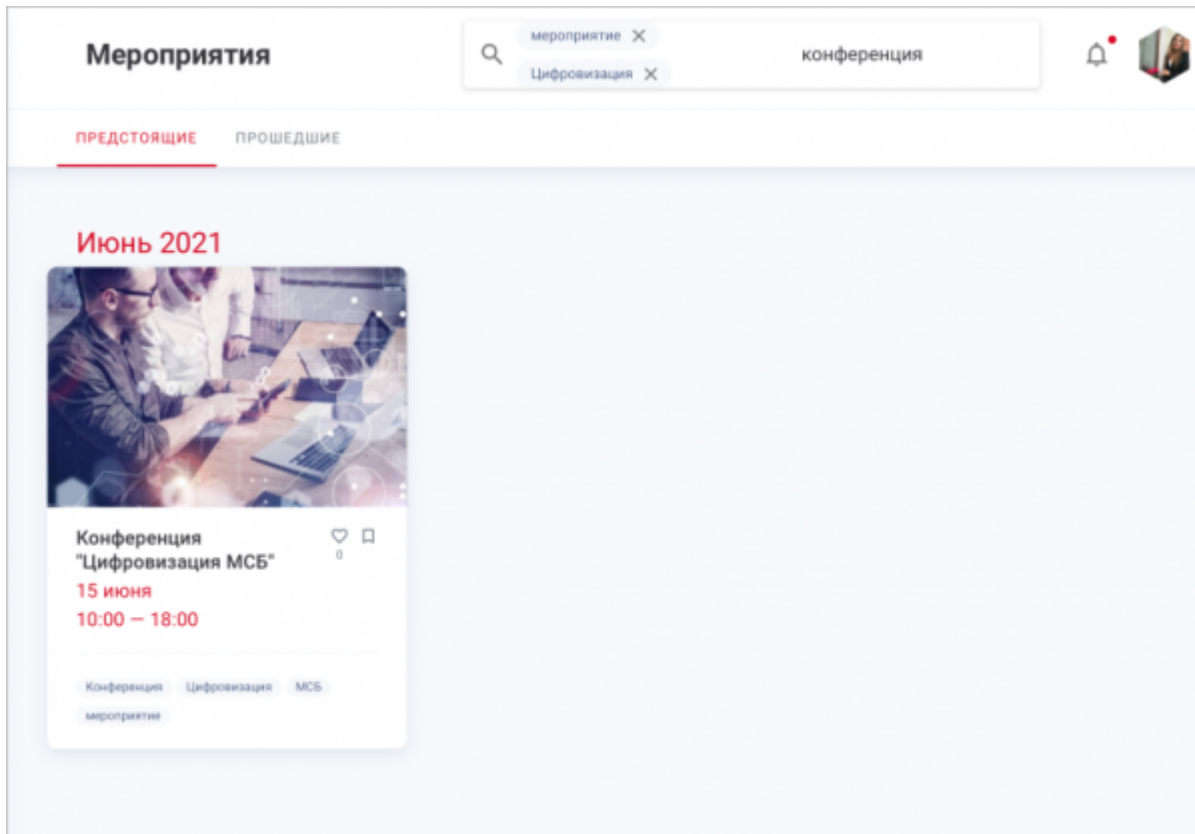 Мероприятия
мероприятие
Цифровизация
конференция
ПРЕДСТОЯЩИЕ ПРОШЕДШИЕ
Июнь 2021
Конференция
"Цифровизация МСБ"
0
15 июня
10:00 — 18:00
Конференция Цифровизация МСБ
мероприятие